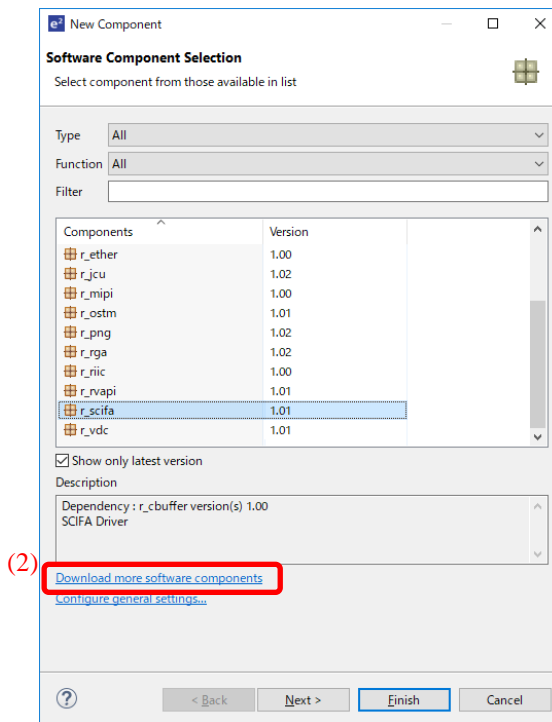 e² New Component
Software Component Selection
Select component from those available in list
Type All
Function All
Filter
Components Version
r_ether 1.00
r_jcu 1.02
r_mipi 1.00
r_ostm 1.01
r_png 1.02
r_rga 1.02
r_riic 1.00
r_rvapi 1.01
r_scifa 1.01
r_vdc 1.01
Show only latest version
Description
Dependency : r_cbuffer version(s) 1.00
SCIFA Driver
(2)
Download more software components
Configure general settings...
? < Back Next > Finish Cancel